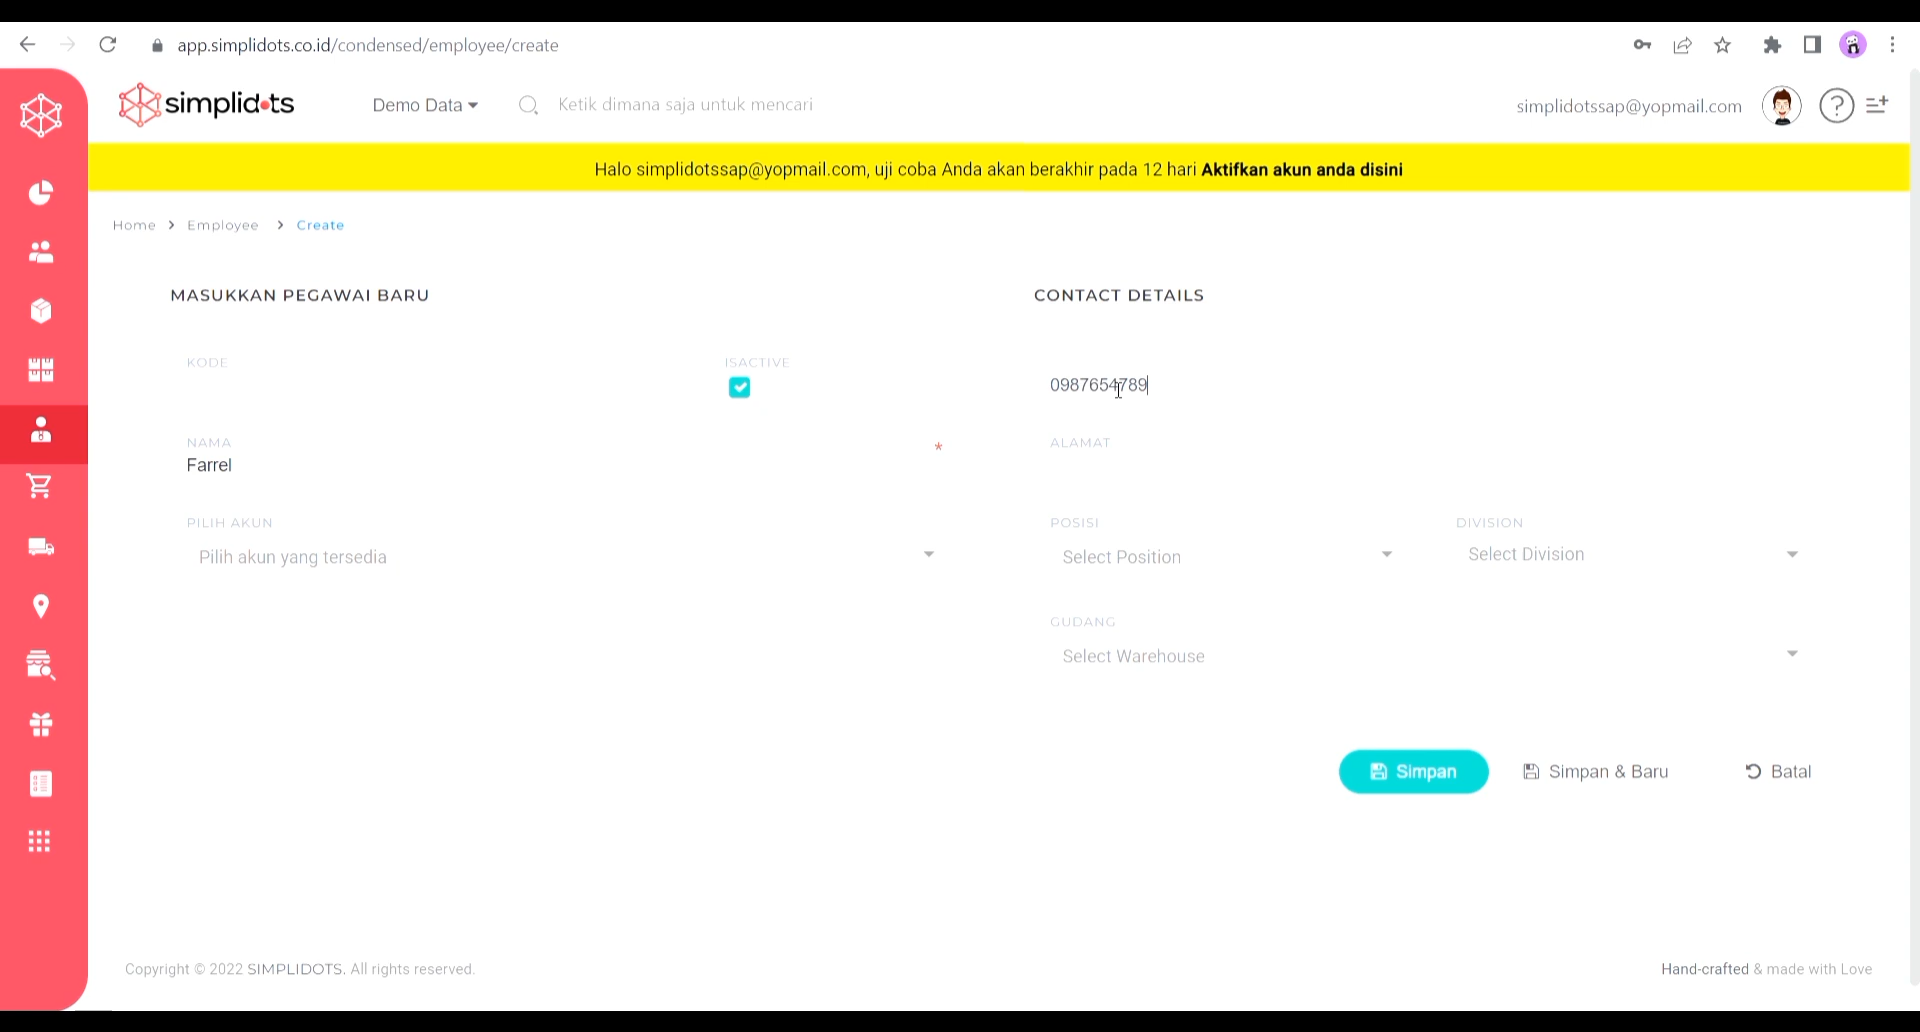 app.simplidots.co.id/condensed/employee/create
simplidots
Demo Data
Ketik dimana saja untuk mencari
simplidotssap@yopmail.com
Halo simplidotssap@yopmail.com, uji coba Anda akan berakhir pada 12 hari Aktifkan akun anda disini
Home > Employee > Create
MASUKKAN PEGAWAI BARU
CONTACT DETAILS
KODE
ISACTIVE
0987654789
NAMA
*
Farrel
ALAMAT
PILIH AKUN
Pilih akun yang tersedia
POSISI
Select Position
DIVISION
Select Division
GUDANG
Select Warehouse
Simpan
Simpan & Baru
Batal
Copyright © 2022 SIMPLIDOTS. All rights reserved.
Hand-crafted & made with Love